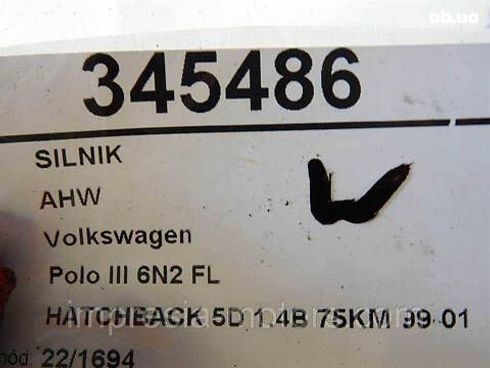 ab.ua
345486
SILNIK
AHW
Volkswagen
Polo III 6N2 FL
HATCHBACK 5D 1.4B 75KM 99-01
22/1694